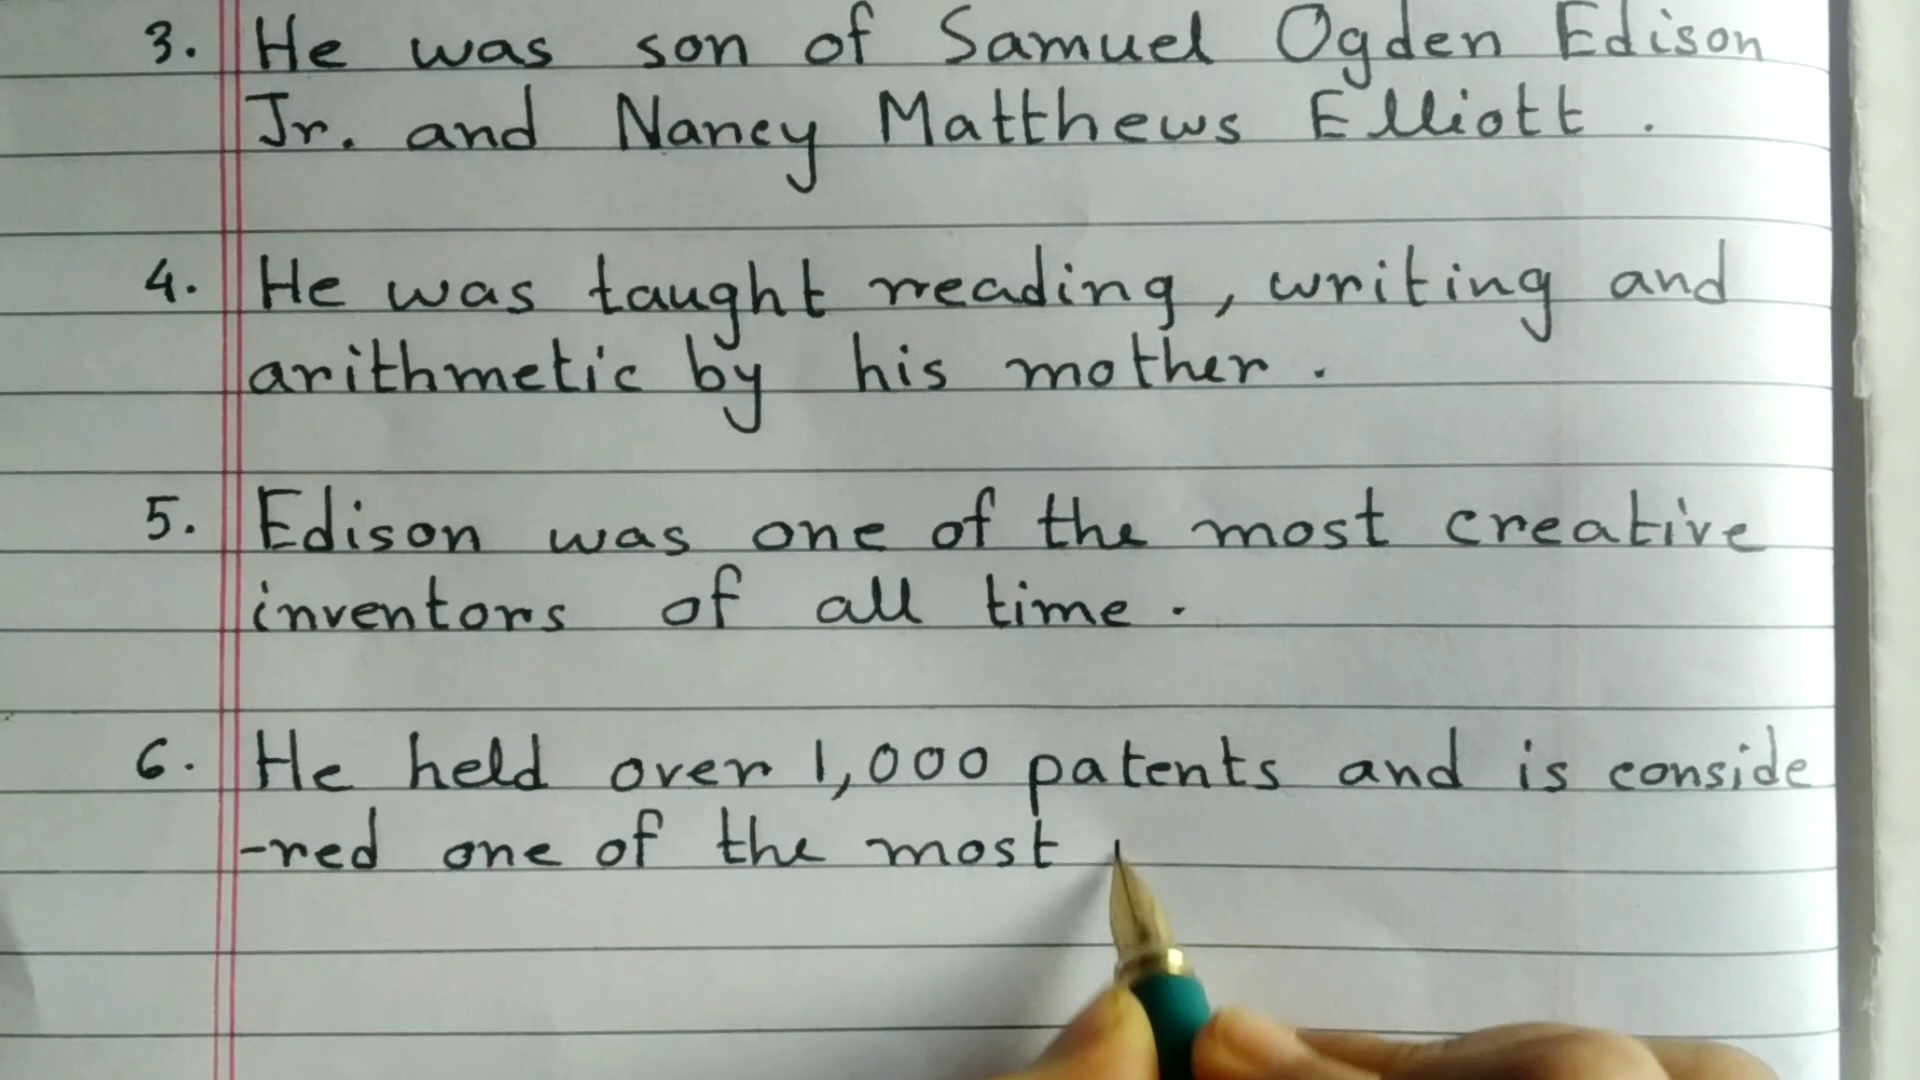 3. He was son of Samuel Ogden Edison
Jr. and Nancy Matthews Elliott .
4. He was taught reading, writing and
arithmetic by his mother .
5. Edison was one of the most creative
inventors of all time .
6. He held over 1,000 patents and is conside
-red one of the most